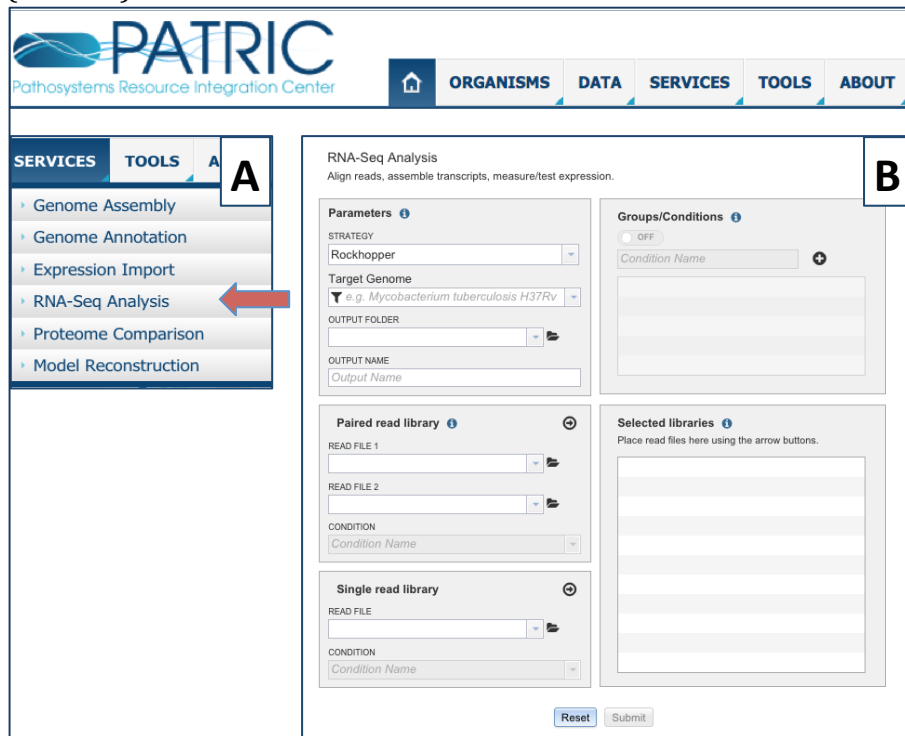 PATRIC
Pathosystems Resource Integration Center
ORGANISMS DATA SERVICES TOOLS ABOUT
SERVICES TOOLS A
A
Genome Assembly
Genome Annotation
Expression Import
RNA-Seq Analysis
Proteome Comparison
Model Reconstruction
B
RNA-Seq Analysis
Align reads, assemble transcripts, measure/test expression.
Parameters
STRATEGY
Rockhopper
Target Genome
e.g. Mycobacterium tuberculosis H37Rv
OUTPUT FOLDER
OUTPUT NAME
Output Name
Groups/Conditions
OFF
Condition Name
Paired read library
READ FILE 1
READ FILE 2
CONDITION
Condition Name
Selected libraries
Place read files here using the arrow buttons.
Single read library
READ FILE
CONDITION
Condition Name
Reset Submit